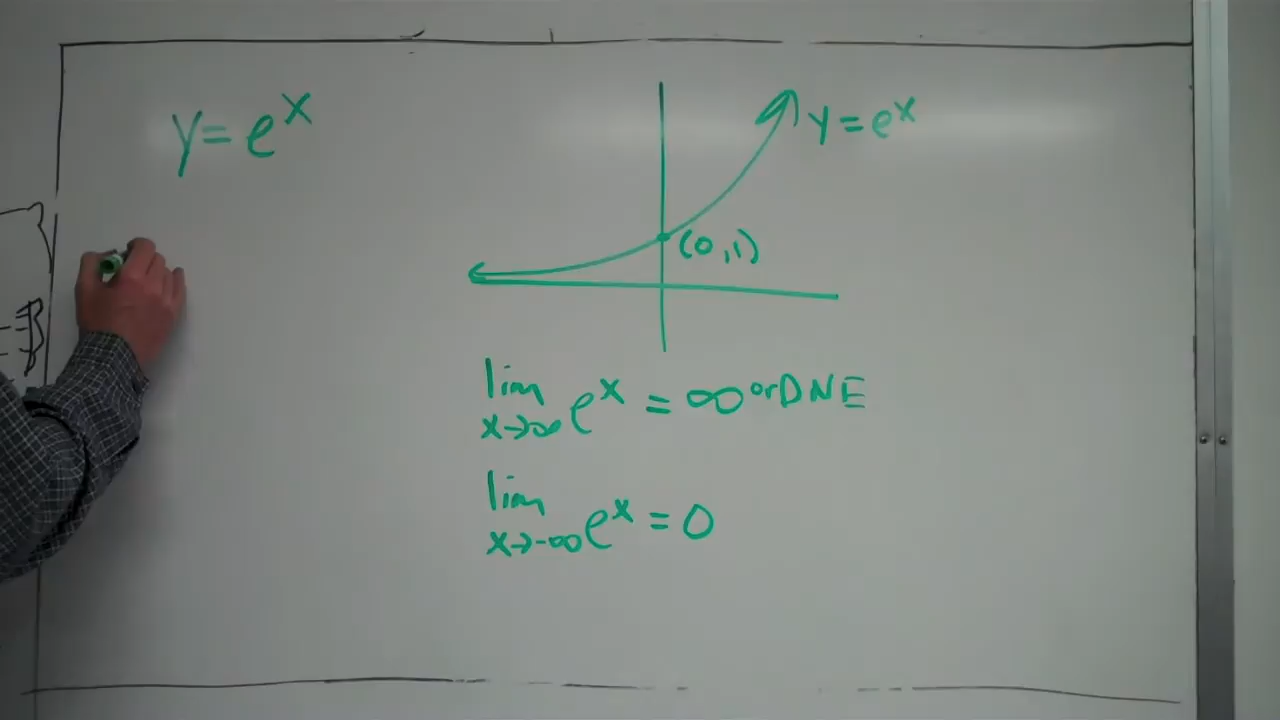 y = e^x
y = e^x
(0,1)
lim x→∞ e^x = ∞ or DNE
lim x→-∞ e^x = 0